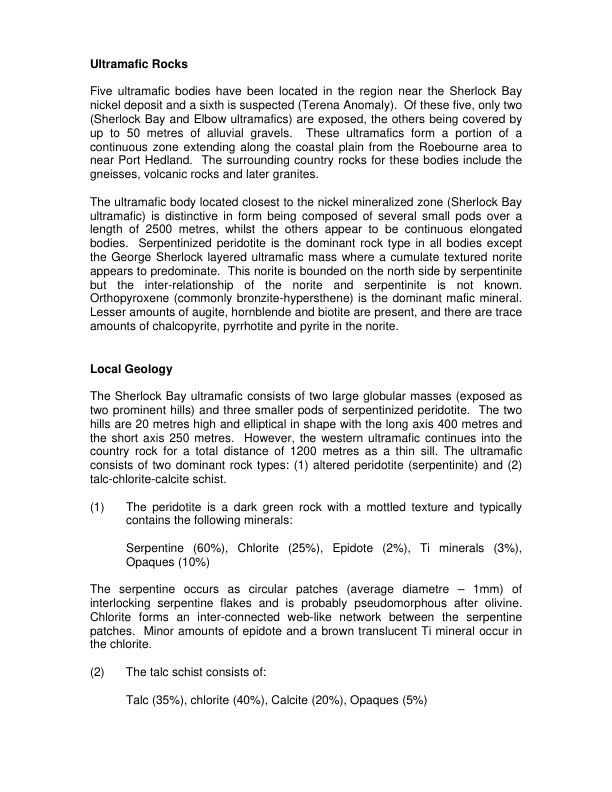 Ultramafic Rocks
Five ultramafic bodies have been located in the region near the Sherlock Bay
nickel deposit and a sixth is suspected (Terena Anomaly). Of these five, only two
(Sherlock Bay and Elbow ultramafics) are exposed, the others being covered by
up to 50 metres of alluvial gravels. These ultramafics form a portion of a
continuous zone extending along the coastal plain from the Roebourne area to
near Port Hedland. The surrounding country rocks for these bodies include the
gneisses, volcanic rocks and later granites.
The ultramafic body located closest to the nickel mineralized zone (Sherlock Bay
ultramafic) is distinctive in form being composed of several small pods over a
length of 2500 metres, whilst the others appear to be continuous elongated
bodies. Serpentinized peridotite is the dominant rock type in all bodies except
the George Sherlock layered ultramafic mass where a cumulate textured norite
appears to predominate. This norite is bounded on the north side by serpentinite
but the inter-relationship of the norite and serpentinite is not known.
Orthopyroxene (commonly bronzite-hypersthene) is the dominant mafic mineral.
Lesser amounts of augite, hornblende and biotite are present, and there are trace
amounts of chalcopyrite, pyrrhotite and pyrite in the norite.
Local Geology
The Sherlock Bay ultramafic consists of two large globular masses (exposed as
two prominent hills) and three smaller pods of serpentinized peridotite. The two
hills are 20 metres high and elliptical in shape with the long axis 400 metres and
the short axis 250 metres. However, the western ultramafic continues into the
country rock for a total distance of 1200 metres as a thin sill. The ultramafic
consists of two dominant rock types: (1) altered peridotite (serpentinite) and (2)
talc-chlorite-calcite schist.
(1) The peridotite is a dark green rock with a mottled texture and typically
contains the following minerals:
Serpentine (60%), Chlorite (25%), Epidote (2%), Ti minerals (3%),
Opaques (10%)
The serpentine occurs as circular patches (average diametre – 1mm) of
interlocking serpentine flakes and is probably pseudomorphous after olivine.
Chlorite forms an inter-connected web-like network between the serpentine
patches. Minor amounts of epidote and a brown translucent Ti mineral occur in
the chlorite.
(2) The talc schist consists of:
Talc (35%), chlorite (40%), Calcite (20%), Opaques (5%)